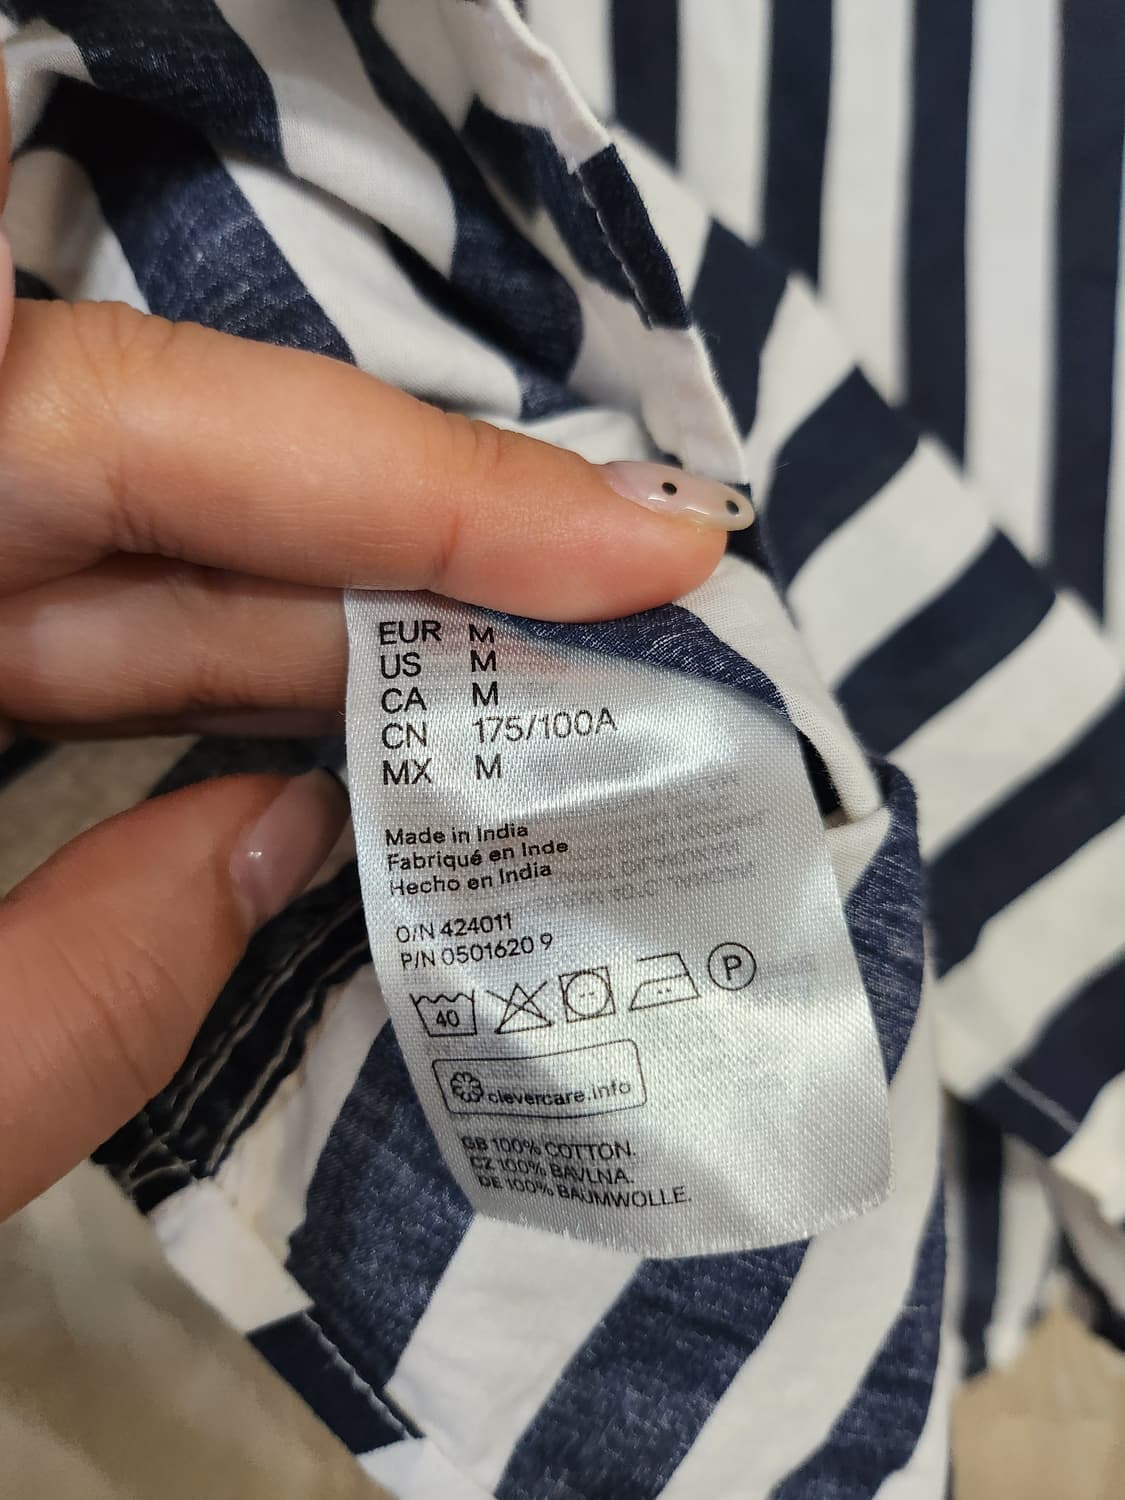 EUR M
US M
CA M
CN 175/100A
MX M
Made in India
Fabriqué en Inde
Hecho en India
O/N 424011
P/N 0501620 9
40
P
clevercare.info
GB 100% COTTON.
CZ 100% BAVLNA.
DE 100% BAUMWOLLE.